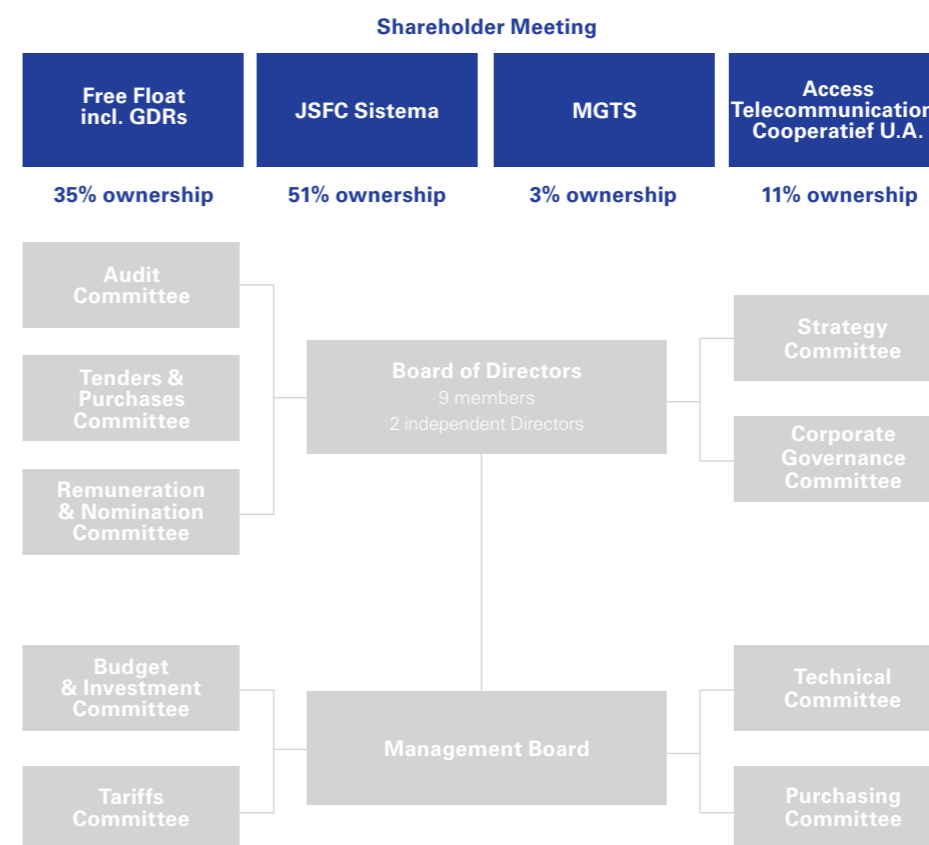 Shareholder Meeting
Free Float
incl. GDRs
JSFC Sistema
MGTS
Access
Telecommunication
Cooperatief U.A.
35% ownership
51% ownership
3% ownership
11% ownership
Audit
Committee
Tenders &
Purchases
Committee
Remuneration
& Nomination
Committee
Board of Directors
9 members
2 independent Directors
Strategy
Committee
Corporate
Governance
Committee
Budget
& Investment
Committee
Tariffs
Committee
Management Board
Technical
Committee
Purchasing
Committee